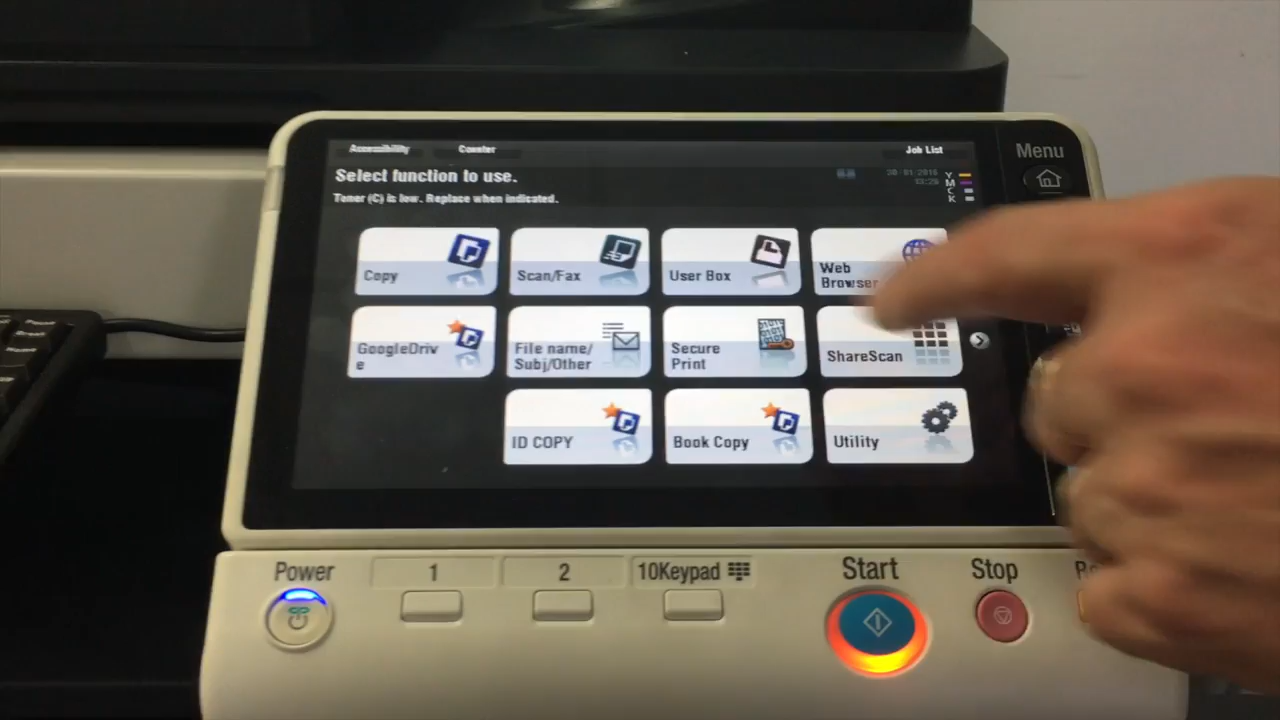 Accessibility Counter Job List
Menu
Select function to use.
Toner (C) is low. Replace when indicated.
Y
M
C
K
Copy
Scan/Fax
User Box
Web
Browser
GoogleDriv
e
File name/
Subj/Other
Secure
Print
ShareScan
ID COPY
Book Copy
Utility
Power
1
2
10Keypad
Start
Stop